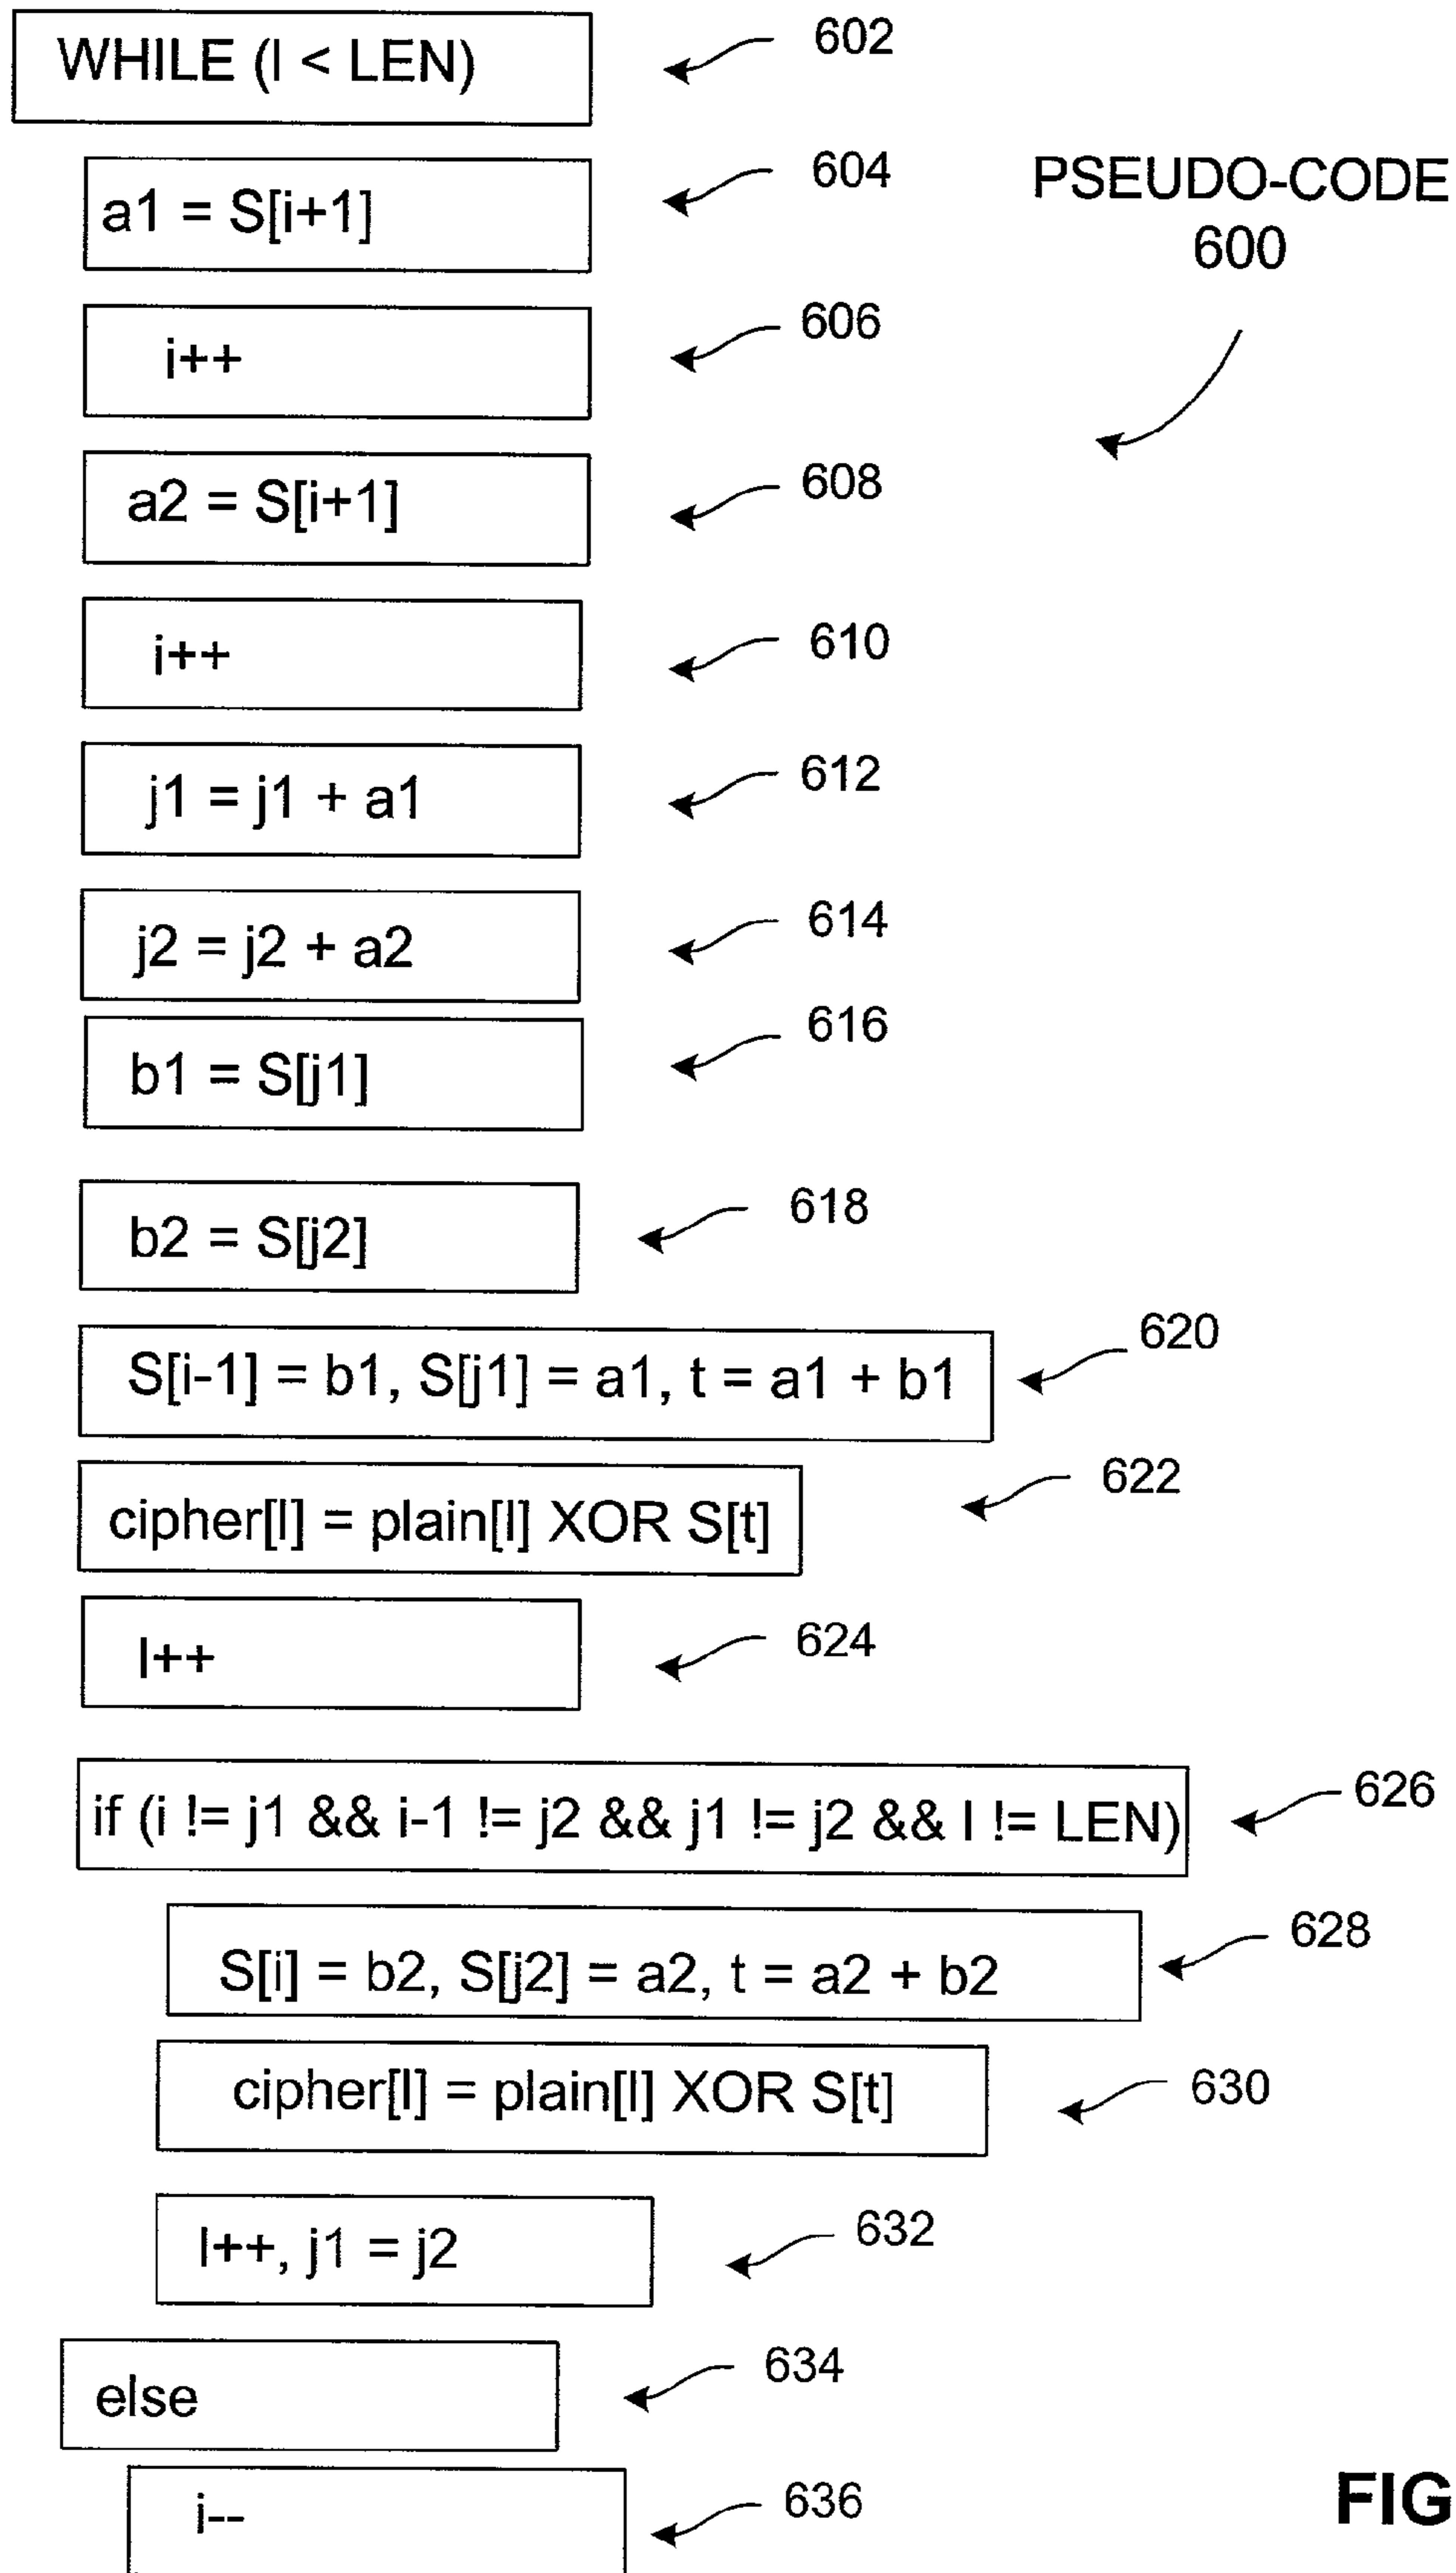 WHILE (l < LEN)
602
a1 = S[i+1]
604
PSEUDO-CODE
600
i++
606
a2 = S[i+1]
608
i++
610
j1 = j1 + a1
612
j2 = j2 + a2
614
b1 = S[j1]
616
b2 = S[j2]
618
S[i-1] = b1, S[j1] = a1, t = a1 + b1
620
cipher[l] = plain[l] XOR S[t]
622
l++
624
if (i != j1 && i-1 != j2 && j1 != j2 && l != LEN)
626
S[i] = b2, S[j2] = a2, t = a2 + b2
628
cipher[l] = plain[l] XOR S[t]
630
l++, j1 = j2
632
else
634
i--
636
FIG